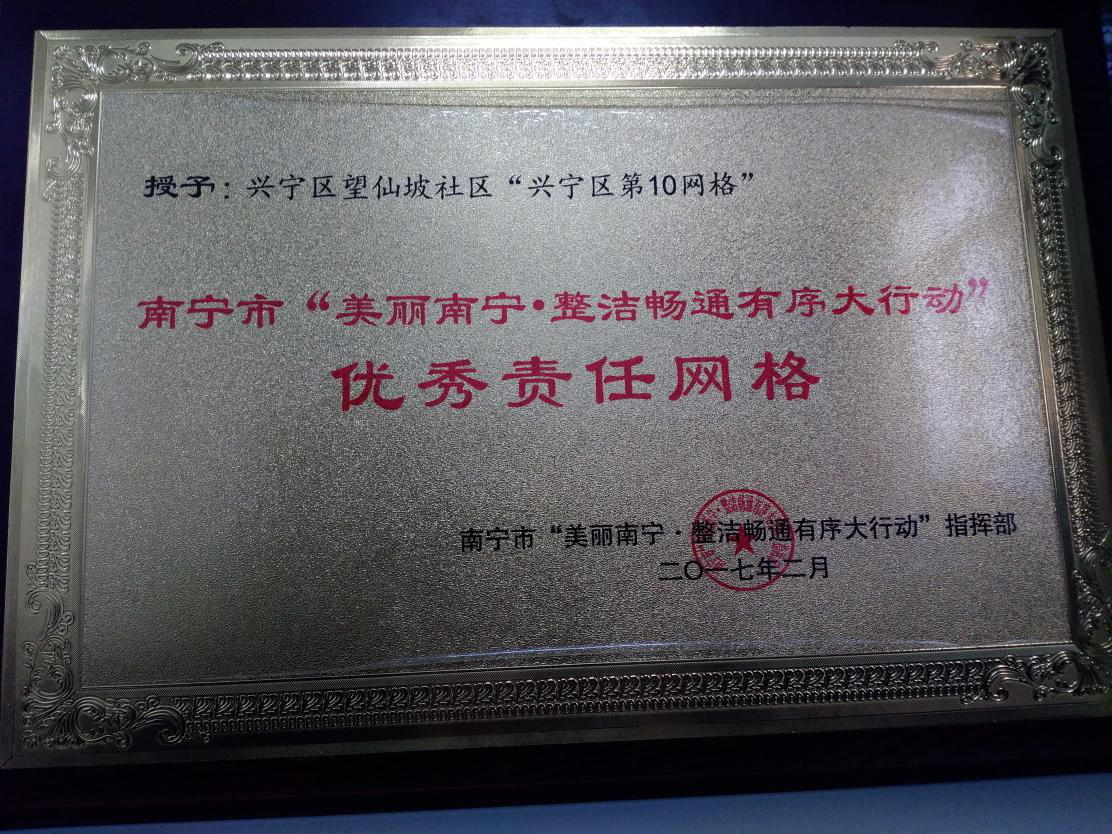 授予：兴宁区望仙坡社区“兴宁区第10网格”
南宁市“美丽南宁·整洁畅通有序大行动”
优秀责任网格
南宁市“美丽南宁·整洁畅通有序大行动”指挥部
二〇一七年二月